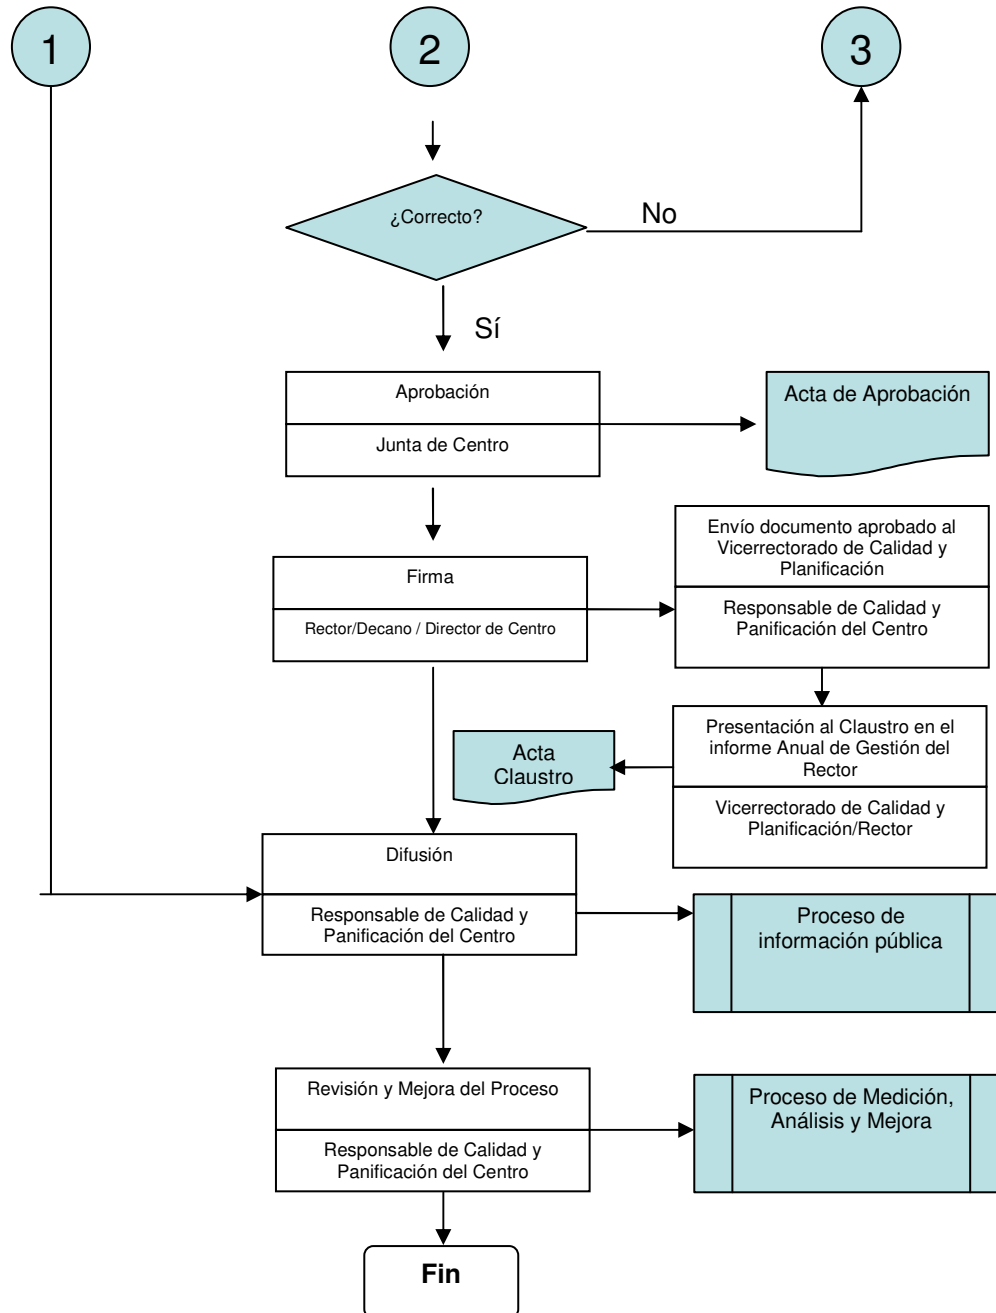 1
2
3
¿Correcto?
No
Sí
Aprobación
Junta de Centro
Acta de Aprobación
Envío documento aprobado al
Vicerrectorado de Calidad y
Planificación
Responsable de Calidad y
Panificación del Centro
Firma
Rector/Decano / Director de Centro
Presentación al Claustro en el
informe Anual de Gestión del
Rector
Vicerrectorado de Calidad y
Planificación/Rector
Acta
Claustro
Difusión
Responsable de Calidad y
Panificación del Centro
Proceso de
información pública
Revisión y Mejora del Proceso
Responsable de Calidad y
Panificación del Centro
Proceso de Medición,
Análisis y Mejora
Fin